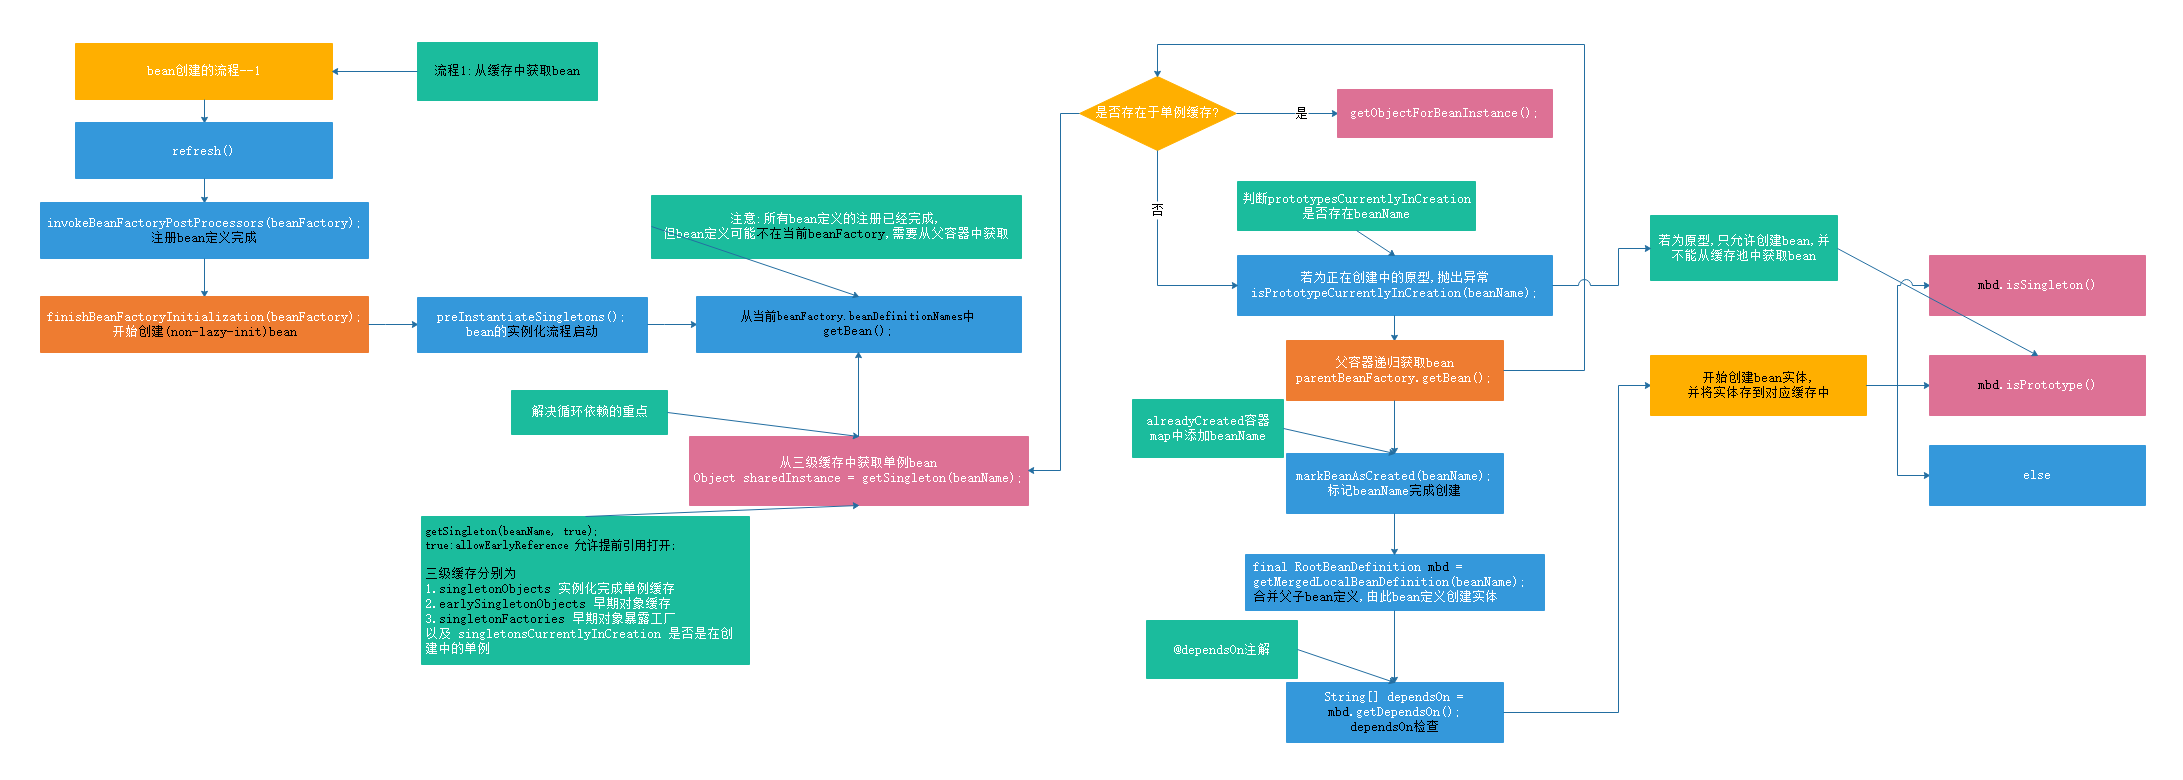 bean创建的流程--1
流程1:从缓存中获取bean
refresh()
invokeBeanFactoryPostProcessors(beanFactory);
注册bean定义完成
finishBeanFactoryInitialization(beanFactory);
开始创建(non-lazy-init)bean
preInstantiateSingletons();
bean的实例化流程启动
注意:所有bean定义的注册已经完成,
但bean定义可能不在当前beanFactory,需要从父容器中获取
从当前beanFactory.beanDefinitionNames中
getBean();
解决循环依赖的重点
从三级缓存中获取单例bean
Object sharedInstance = getSingleton(beanName);
getSingleton(beanName, true);
true:allowEarlyReference 允许提前引用打开;
三级缓存分别为
1.singletonObjects 实例化完成单例缓存
2.earlySingletonObjects 早期对象缓存
3.singletonFactories 早期对象暴露工厂
以及 singletonsCurrentlyInCreation 是否是在创
建中的单例
是否存在于单例缓存?
是
getObjectForBeanInstance();
否
判断prototypesCurrentlyInCreation
是否存在beanName
若为正在创建中的原型,抛出异常
isPrototypeCurrentlyInCreation(beanName);
父容器递归获取bean
parentBeanFactory.getBean();
alreadyCreated容器
map中添加beanName
markBeanAsCreated(beanName);
标记beanName完成创建
final RootBeanDefinition mbd =
getMergedLocalBeanDefinition(beanName);
合并父子bean定义,由此bean定义创建实体
@dependsOn注解
String[] dependsOn =
mbd.getDependsOn();
dependsOn检查
若为原型,只允许创建bean,并
不能从缓存池中获取bean
开始创建bean实体,
并将实体存到对应缓存中
mbd.isSingleton()
mbd.isPrototype()
else